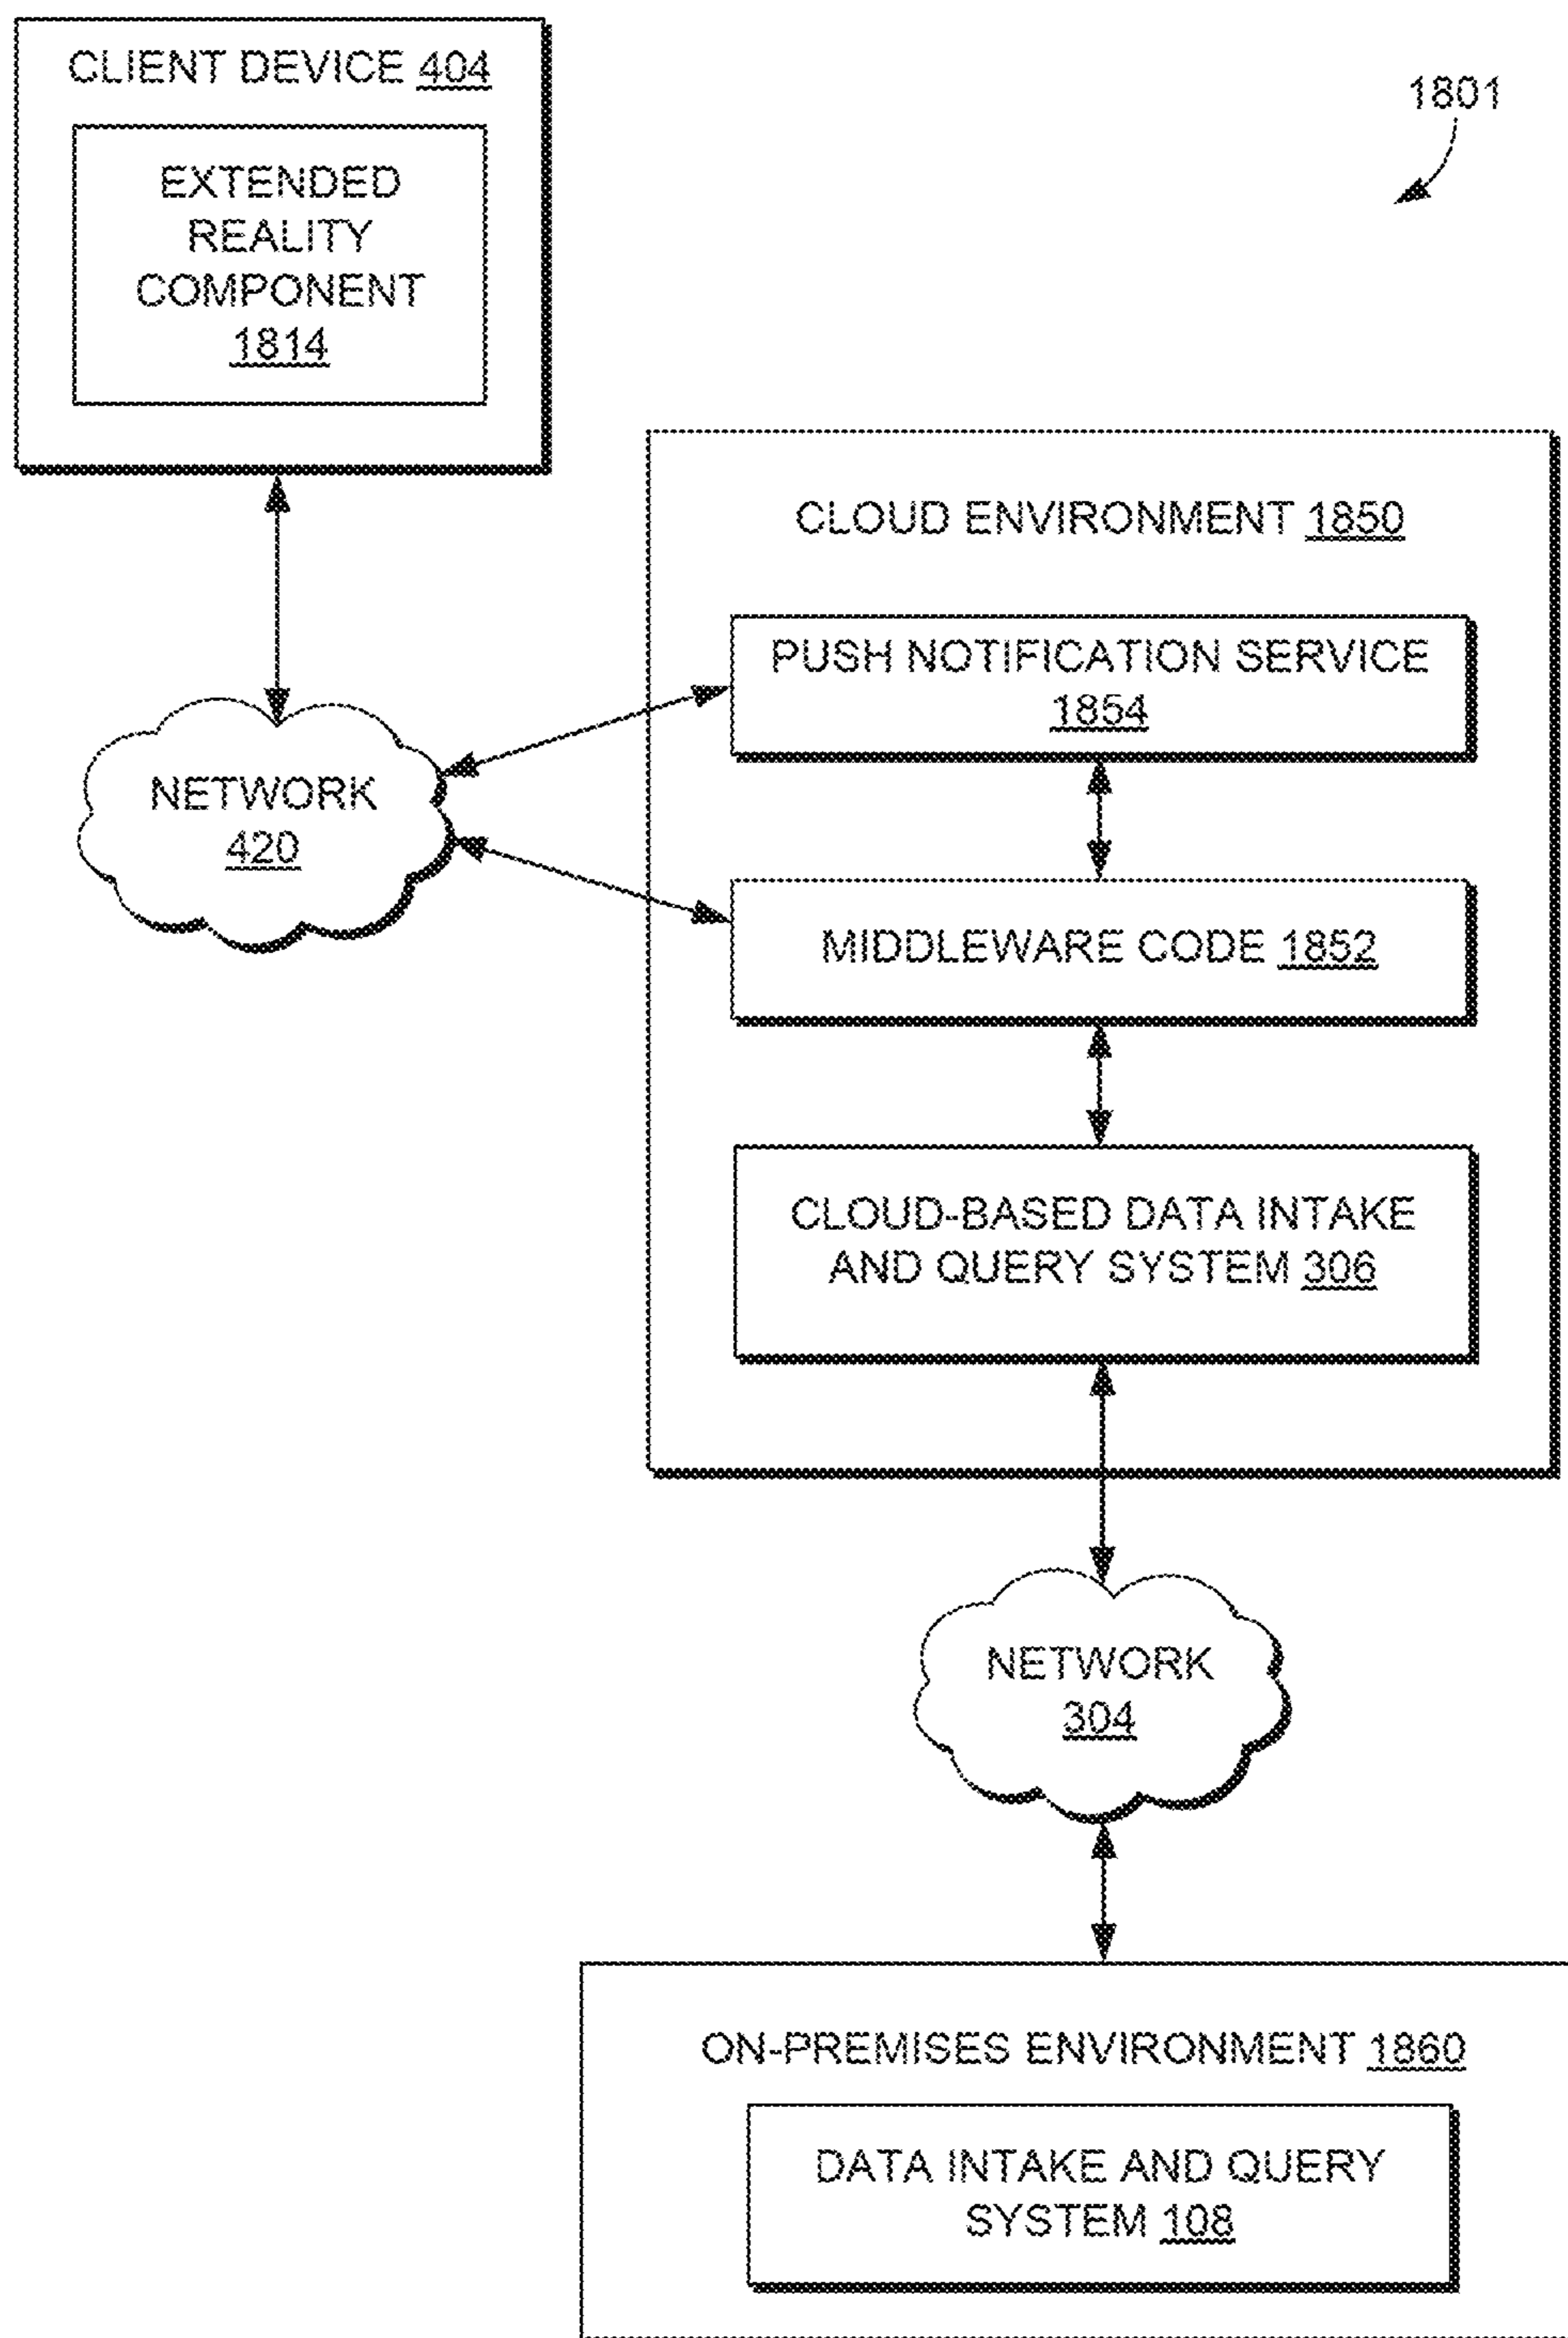 CLIENT DEVICE 404
EXTENDED
REALITY
COMPONENT
1814
1801
CLOUD ENVIRONMENT 1850
PUSH NOTIFICATION SERVICE
1854
NETWORK
420
MIDDLEWARE CODE 1852
CLOUD-BASED DATA INTAKE
AND QUERY SYSTEM 306
NETWORK
304
ON-PREMISES ENVIRONMENT 1860
DATA INTAKE AND QUERY
SYSTEM 108